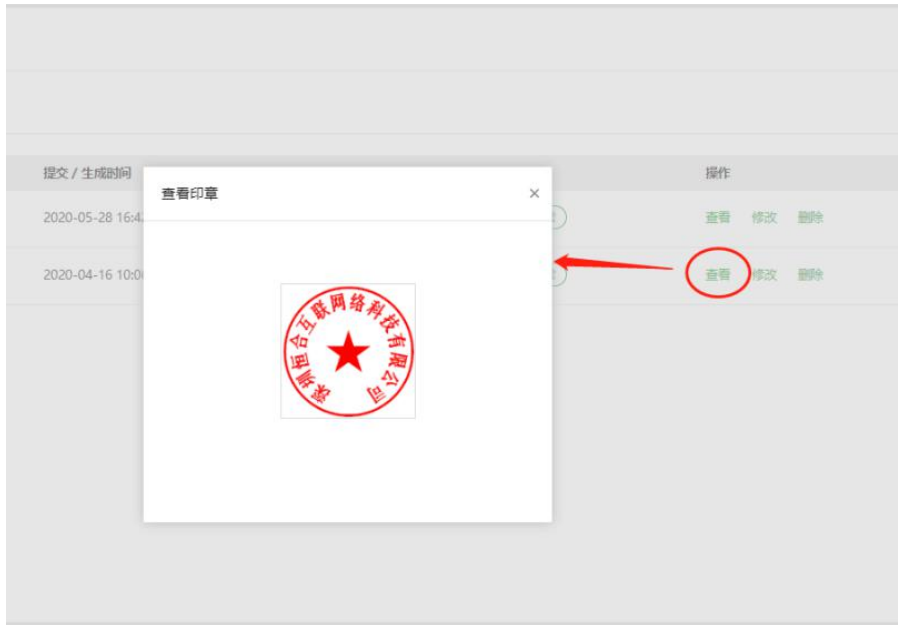 提交 / 生成时间
操作
查看印章
×
2020-05-28 16:4
查看 修改 删除
2020-04-16 10:0
查看 修改 删除
深圳恒合互联网络科技有限公司